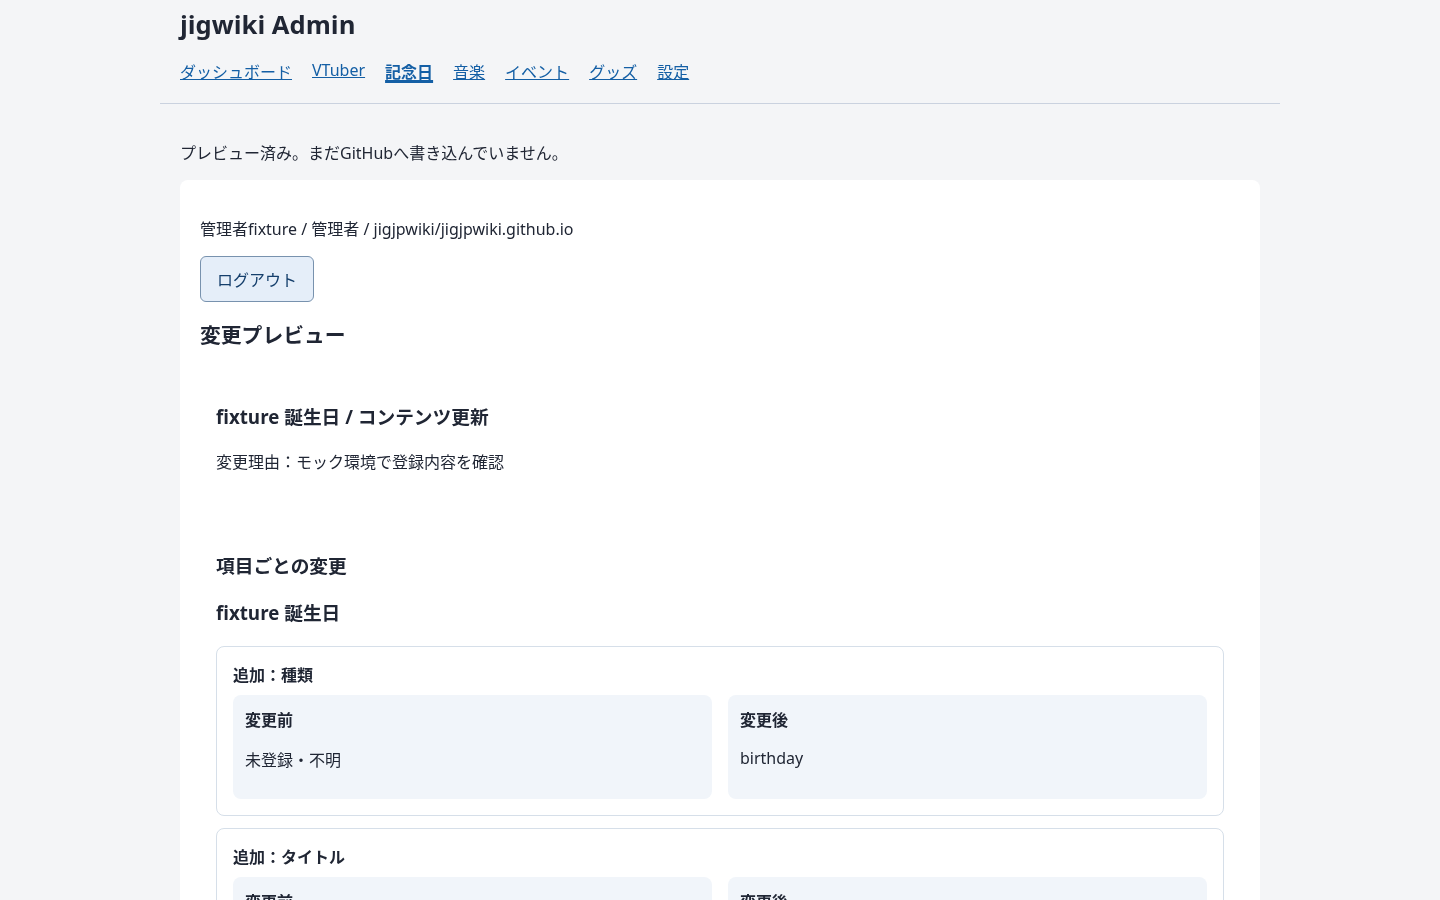 jigwiki Admin
ダッシュボード VTuber 記念日 音楽 イベント グッズ 設定
プレビュー済み。まだGitHubへ書き込んでいません。
管理者fixture / 管理者 / jigjpwiki/jigjpwiki.github.io
ログアウト
変更プレビュー
fixture 誕生日 / コンテンツ更新
変更理由：モック環境で登録内容を確認
項目ごとの変更
fixture 誕生日
追加：種類
変更前 変更後
未登録・不明 birthday
追加：タイトル
変更前 変更後